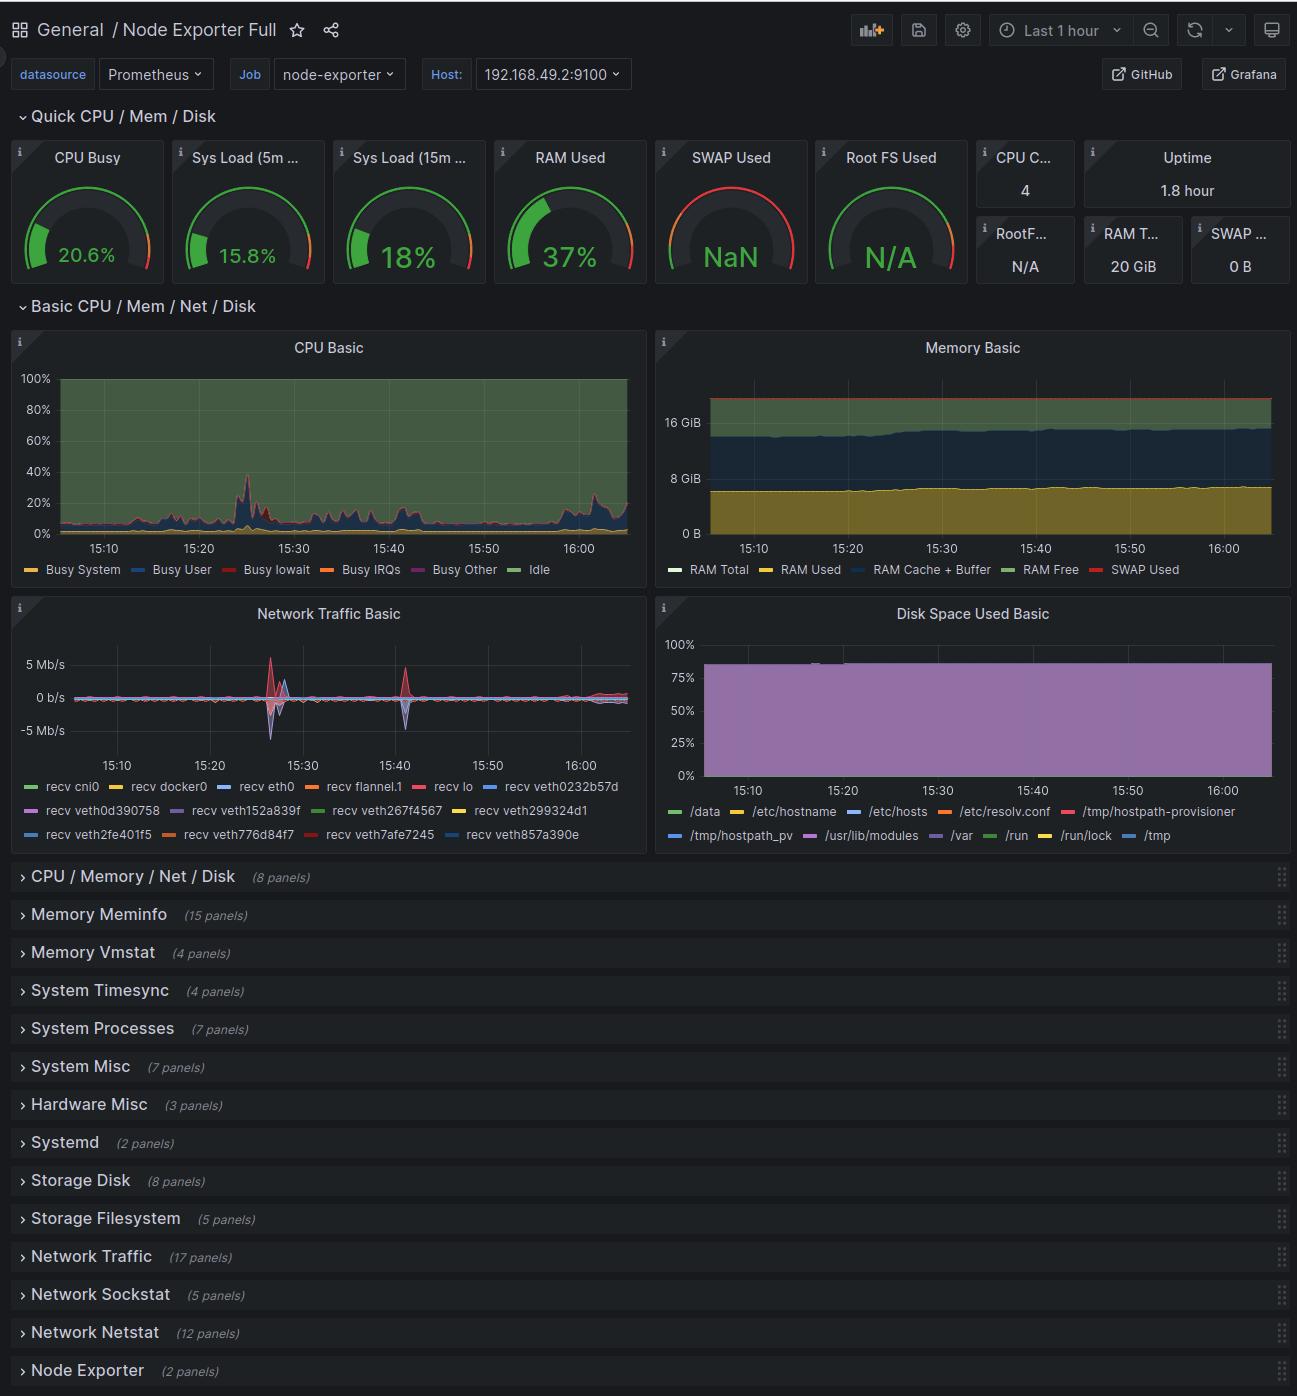 General / Node Exporter Full
Last 1 hour
datasource Prometheus Job node-exporter Host: 192.168.49.2:9100 GitHub Grafana
Quick CPU / Mem / Disk
CPU Busy
20.6%
Sys Load (5m ...
15.8%
Sys Load (15m ...
18%
RAM Used
37%
SWAP Used
NaN
Root FS Used
N/A
CPU C...
4
Uptime
1.8 hour
RootF...
N/A
RAM T...
20 GiB
SWAP ...
0 B
Basic CPU / Mem / Net / Disk
CPU Basic
100%
80%
60%
40%
20%
0%
15:10 15:20 15:30 15:40 15:50 16:00
Busy System Busy User Busy Iowait Busy IRQs Busy Other Idle
Memory Basic
16 GiB
8 GiB
0 B
15:10 15:20 15:30 15:40 15:50 16:00
RAM Total RAM Used RAM Cache + Buffer RAM Free SWAP Used
Network Traffic Basic
5 Mb/s
0 b/s
-5 Mb/s
15:10 15:20 15:30 15:40 15:50 16:00
recv cni0 recv docker0 recv eth0 recv flannel.1 recv lo recv veth0232b57d
recv veth0d390758 recv veth152a839f recv veth267f4567 recv veth299324d1
recv veth2fe401f5 recv veth776d84f7 recv veth7afe7245 recv veth857a390e
Disk Space Used Basic
100%
75%
50%
25%
0%
15:10 15:20 15:30 15:40 15:50 16:00
/data /etc/hostname /etc/hosts /etc/resolv.conf /tmp/hostpath-provisioner
/tmp/hostpath_pv /usr/lib/modules /var /run /run/lock /tmp
CPU / Memory / Net / Disk (8 panels)
Memory Meminfo (15 panels)
Memory Vmstat (4 panels)
System Timesync (4 panels)
System Processes (7 panels)
System Misc (7 panels)
Hardware Misc (3 panels)
Systemd (2 panels)
Storage Disk (8 panels)
Storage Filesystem (5 panels)
Network Traffic (17 panels)
Network Sockstat (5 panels)
Network Netstat (12 panels)
Node Exporter (2 panels)